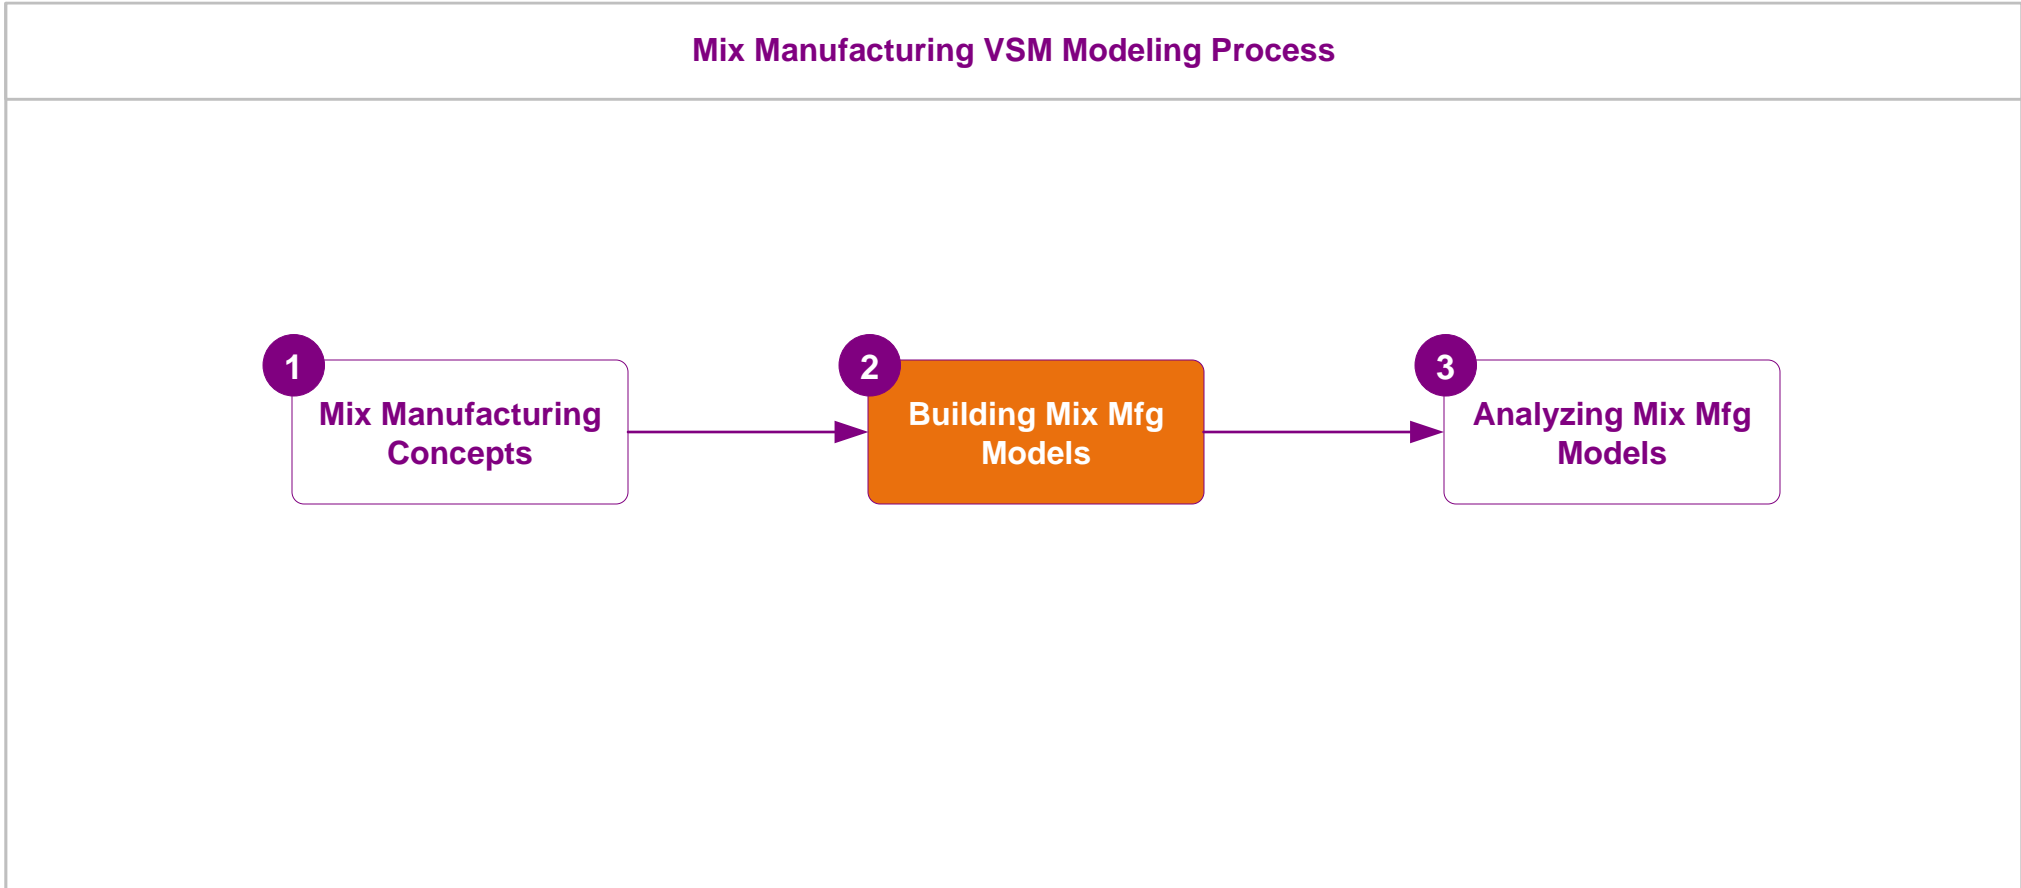 Mix Manufacturing VSM Modeling Process
1
Mix Manufacturing
Concepts
2
Building Mix Mfg
Models
3
Analyzing Mix Mfg
Models